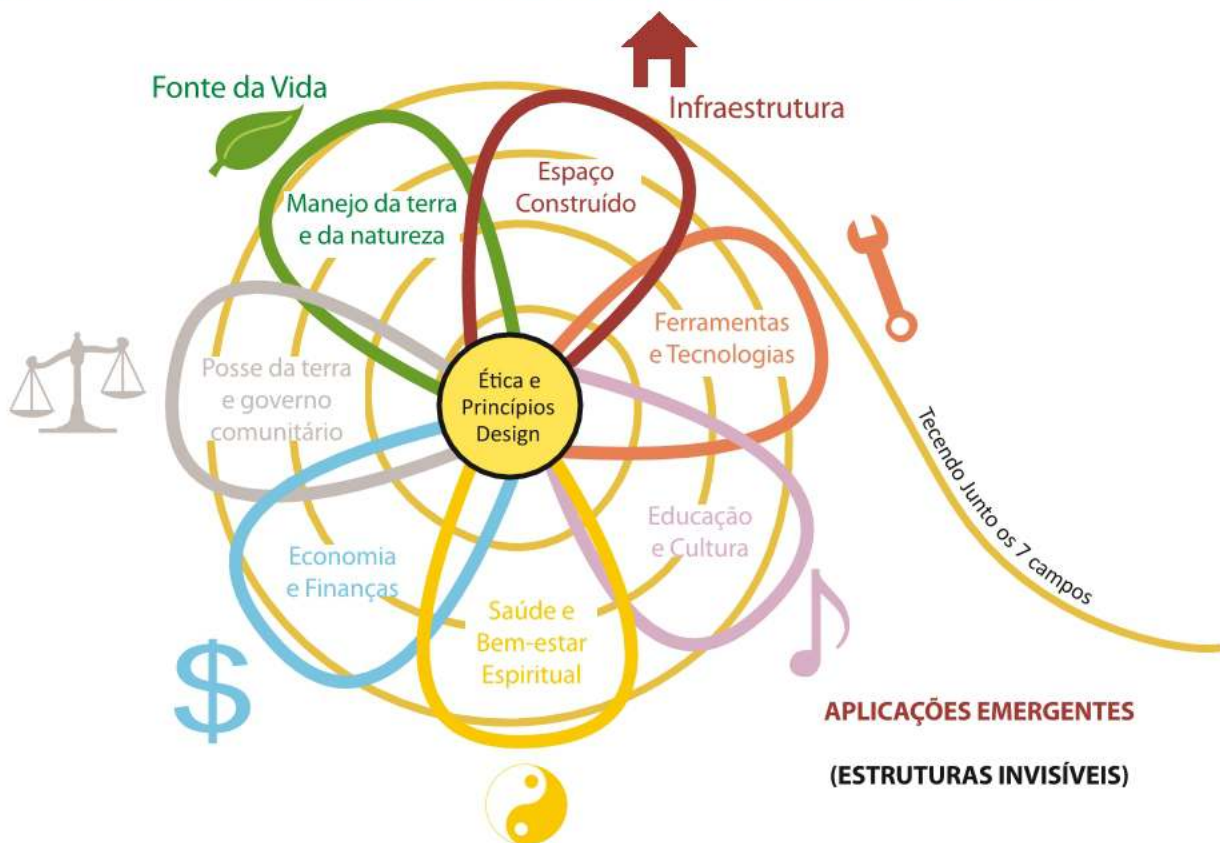 Fonte da Vida
Infraestrutura
Manejo da terra
e da natureza
Espaço
Construído
Ferramentas
e Tecnologias
Posse da terra
e governo
comunitário
Ética e
Princípios
Design
Tecendo Junto os 7 campos
Educação
e Cultura
Economia
e Finanças
Saúde e
Bem-estar
Espiritual
$
APLICAÇÕES EMERGENTES
(ESTRUTURAS INVISÍVEIS)